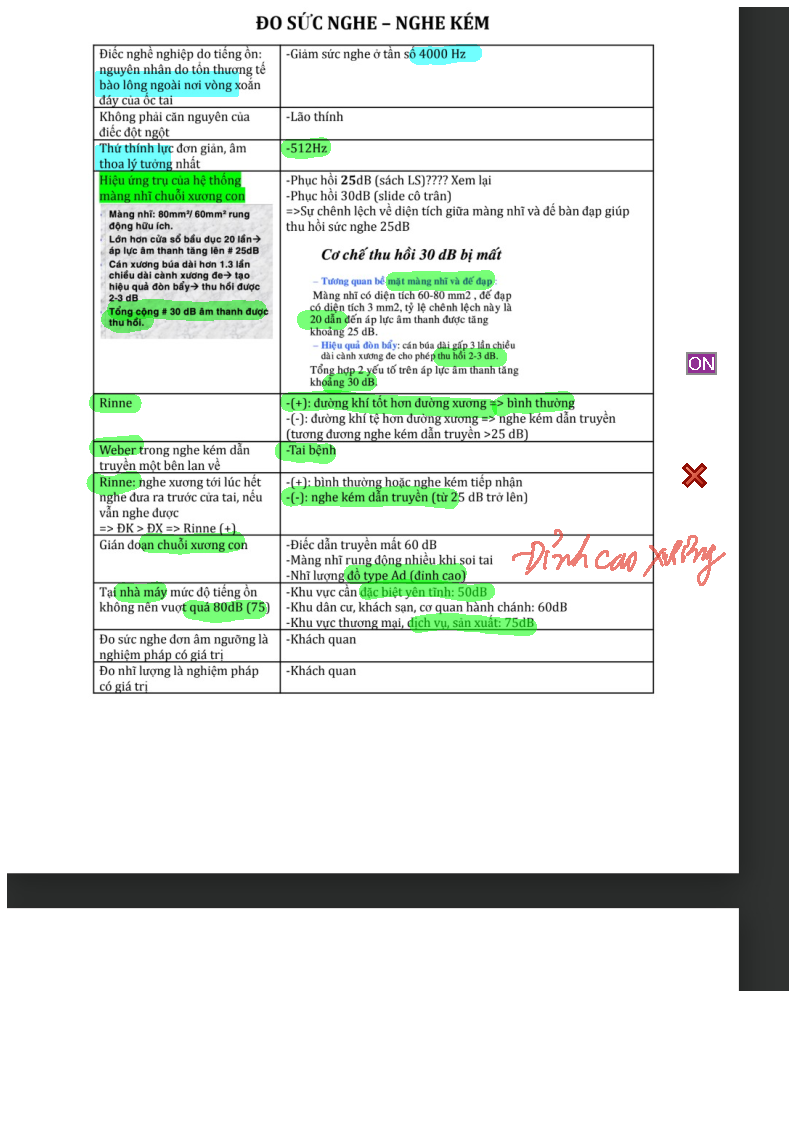 ĐO SỨC NGHE – NGHE KÉM
Điếc nghề nghiệp do tiếng ồn:
nguyên nhân do tổn thương tế
bào lông ngoài nơi vòng xoắn
đáy của ốc tai
-Giảm sức nghe ở tần số 4000 Hz
Không phải căn nguyên của
điếc đột ngột
-Lão thính
Thử thính lực đơn giản, âm
thoa lý tưởng nhất
-512Hz
Hiệu ứng trụ của hệ thống
màng nhĩ chuỗi xương con
Màng nhĩ: 80mm²/ 60mm² rung
động hữu ích.
Lớn hơn cửa sổ bầu dục 20 lần→
áp lực âm thanh tăng lên # 25dB
Cán xương búa dài hơn 1.3 lần
chiều dài cành xương đe→ tạo
hiệu quả đòn bẩy→ thu hồi được
2-3 dB
Tổng cộng # 30 dB âm thanh được
thu hồi.
-Phục hồi 25dB (sách LS)???? Xem lại
-Phục hồi 30dB (slide cô trân)
=>Sự chênh lệch về diện tích giữa màng nhĩ và đế bàn đạp giúp
thu hồi sức nghe 25dB
Cơ chế thu hồi 30 dB bị mất
– Tương quan bề mặt màng nhĩ và đế đạp:
Màng nhĩ có diện tích 60-80 mm2 , đế đạp
có diện tích 3 mm2, tỷ lệ chênh lệch này là
20 dẫn đến áp lực âm thanh được tăng
khoảng 25 dB.
– Hiệu quả đòn bẩy: cán búa dài gấp 3 lần chiều
dài cành xương đe cho phép thu hồi 2-3 dB.
Tổng hợp 2 yếu tố trên áp lực âm thanh tăng
khoảng 30 dB.
ON
Rinne
-(+): đường khí tốt hơn đường xương => bình thường
-(-): đường khí tệ hơn đường xương => nghe kém dẫn truyền
(tương đương nghe kém dẫn truyền >25 dB)
Weber trong nghe kém dẫn
truyền một bên lan về
-Tai bệnh
Rinne: nghe xương tới lúc hết
nghe đưa ra trước cửa tai, nếu
vẫn nghe được
=> ĐK > ĐX => Rinne (+)
-(+): bình thường hoặc nghe kém tiếp nhận
-(-): nghe kém dẫn truyền (từ 25 dB trở lên)
Gián đoạn chuỗi xương con
-Điếc dẫn truyền mất 60 dB
-Màng nhĩ rung động nhiều khi soi tai
-Nhĩ lượng đồ type Ad (đỉnh cao)
Đỉnh cao xương
Tại nhà máy mức độ tiếng ồn
không nên vượt quá 80dB (75)
-Khu vực cần đặc biệt yên tĩnh: 50dB
-Khu dân cư, khách sạn, cơ quan hành chánh: 60dB
-Khu vực thương mại, dịch vụ, sản xuất: 75dB
Đo sức nghe đơn âm ngưỡng là
nghiệm pháp có giá trị
-Khách quan
Đo nhĩ lượng là nghiệm pháp
có giá trị
-Khách quan